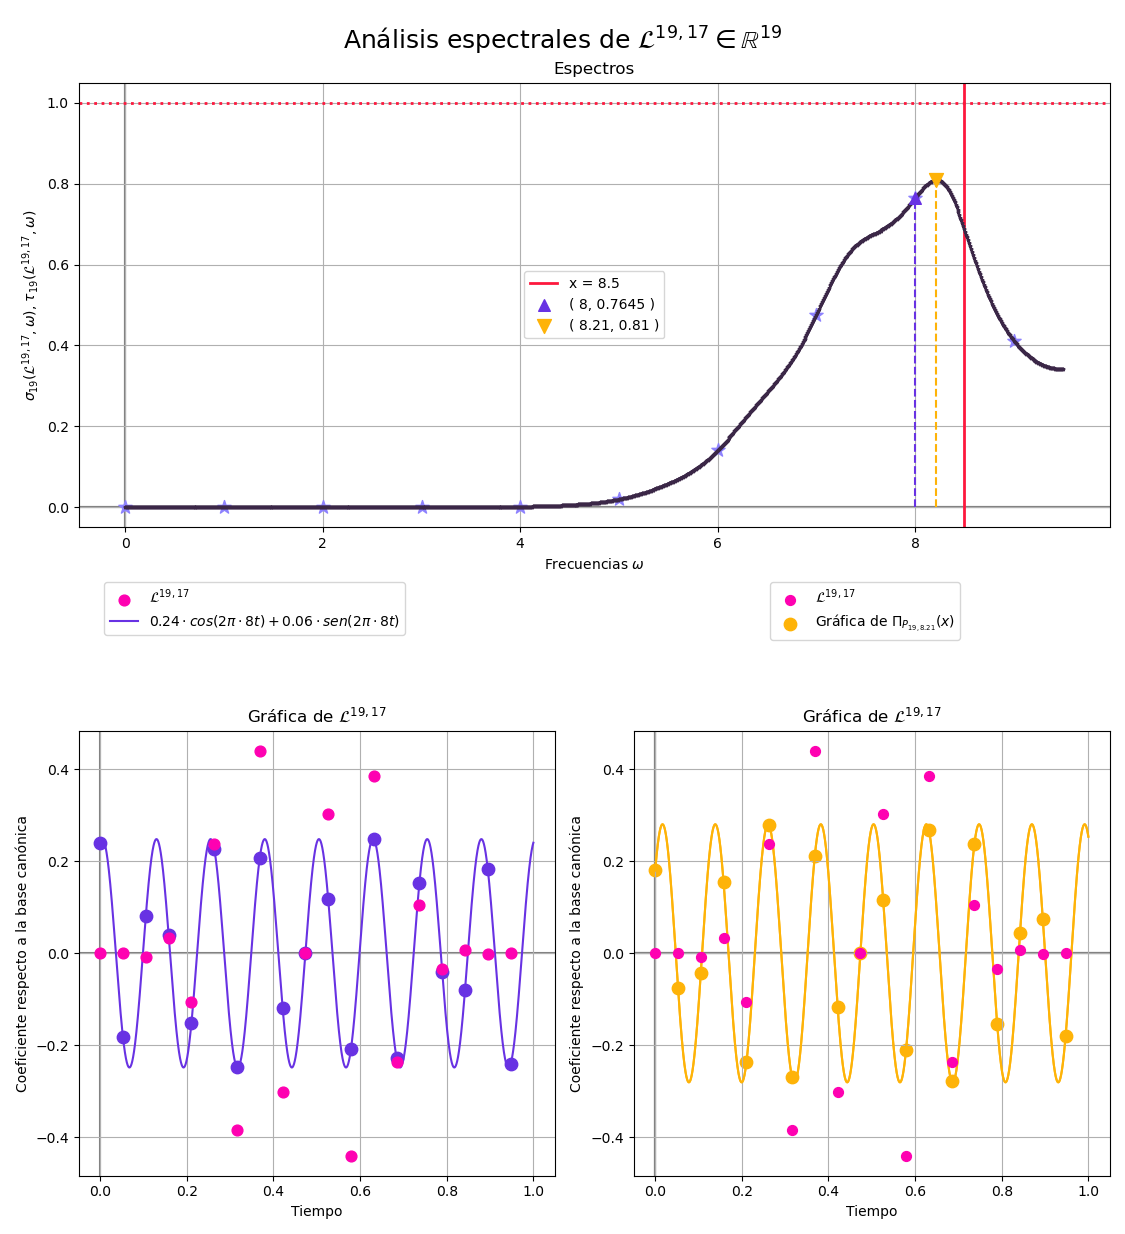 Análisis espectrales de ℒ^{19,17} ∈ ℝ^{19}
Espectros
σ₁₉(ℒ^{19,17}, ω), τ₁₉(ℒ^{19,17}, ω)
1.0
0.8
0.6
0.4
0.2
0.0
x = 8.5
( 8, 0.7645 )
( 8.21, 0.81 )
0 2 4 6 8
Frecuencias ω
ℒ^{19,17}
0.24 · cos(2π · 8t) + 0.06 · sen(2π · 8t)
ℒ^{19,17}
Gráfica de Π_{P_{19,8.21}}(x)
Gráfica de ℒ^{19,17}
Coeficiente respecto a la base canónica
0.4
0.2
0.0
−0.2
−0.4
0.0 0.2 0.4 0.6 0.8 1.0
Tiempo
Gráfica de ℒ^{19,17}
Coeficiente respecto a la base canónica
0.4
0.2
0.0
−0.2
−0.4
0.0 0.2 0.4 0.6 0.8 1.0
Tiempo